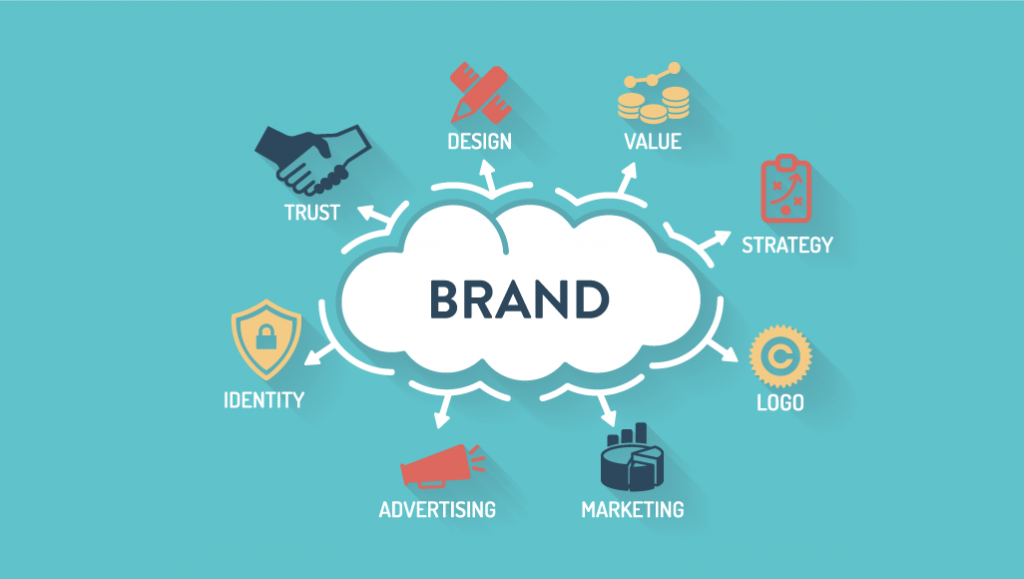 DESIGN
VALUE
TRUST
STRATEGY
BRAND
IDENTITY
C
LOGO
ADVERTISING
MARKETING